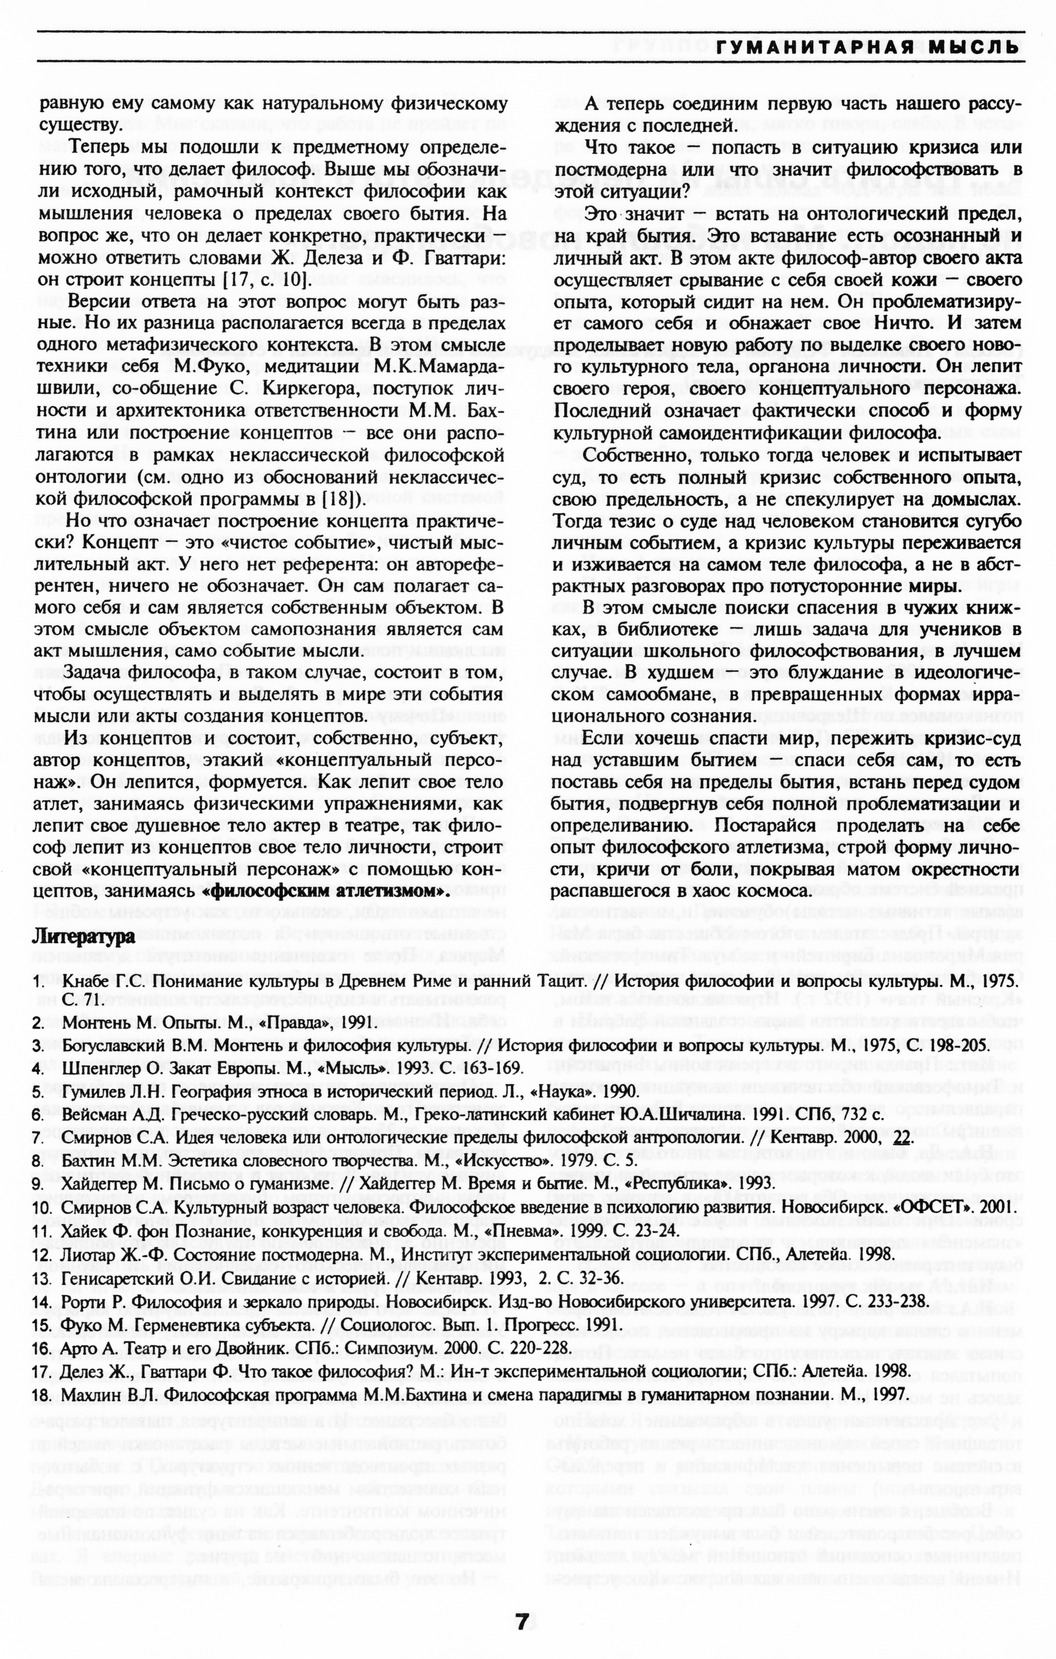 ГУМАНИТАРНАЯ МЫСЛЬ
равную ему самому как натуральному физическому
существу.
Теперь мы подошли к предметному определе-
нию того, что делает философ. Выше мы обозначи-
ли исходный, рамочный контекст философии как
мышления человека о пределах своего бытия. На
вопрос же, что он делает конкретно, практически –
можно ответить словами Ж. Делеза и Ф. Гваттари:
он строит концепты [17, с. 10].
Версии ответа на этот вопрос могут быть раз-
ные. Но их разница располагается всегда в пределах
одного метафизического контекста. В этом смысле
техники себя М.Фуко, медитации М.К.Мамарда-
швили, со-общение С. Киркегора, поступок лич-
ности и архитектоника ответственности М.М. Бах-
тина или построение концептов – все они распо-
лагаются в рамках неклассической философской
онтологии (см. одно из обоснований неклассичес-
кой философской программы в [18]).
Но что означает построение концепта практиче-
ски? Концепт – это «чистое событие», чистый мыс-
лительный акт. У него нет референта: он авторефе-
рентен, ничего не обозначает. Он сам полагает са-
мого себя и сам является собственным объектом. В
этом смысле объектом самопознания является сам
акт мышления, само событие мысли.
Задача философа, в таком случае, состоит в том,
чтобы осуществлять и выделять в мире эти события
мысли или акты создания концептов.
Из концептов и состоит, собственно, субъект,
автор концептов, этакий «концептуальный персо-
наж». Он лепится, формуется. Как лепит свое тело
атлет, занимаясь физическими упражнениями, как
лепит свое душевное тело актер в театре, так фило-
соф лепит из концептов свое тело личности, строит
свой «концептуальный персонаж» с помощью кон-
цептов, занимаясь «философским атлетизмом».
А теперь соединим первую часть нашего рассу-
ждения с последней.
Что такое – попасть в ситуацию кризиса или
постмодерна или что значит философствовать в
этой ситуации?
Это значит – встать на онтологический предел,
на край бытия. Это вставание есть осознанный и
личный акт. В этом акте философ-автор своего акта
осуществляет срывание с себя своей кожи – своего
опыта, который сидит на нем. Он проблематизиру-
ет самого себя и обнажает свое Ничто. И затем
проделывает новую работу по выделке своего ново-
го культурного тела, органона личности. Он лепит
своего героя, своего концептуального персонажа.
Последний означает фактически способ и форму
культурной самоидентификации философа.
Собственно, только тогда человек и испытывает
суд, то есть полный кризис собственного опыта,
свою предельность, а не спекулирует на домыслах.
Тогда тезис о суде над человеком становится сугубо
личным событием, а кризис культуры переживается
и изживается на самом теле философа, а не в абст-
рактных разговорах про потусторонние миры.
В этом смысле поиски спасения в чужих книж-
ках, в библиотеке – лишь задача для учеников в
ситуации школьного философствования, в лучшем
случае. В худшем – это блуждание в идеологиче-
ском самообмане, в превращенных формах ирра-
ционального сознания.
Если хочешь спасти мир, пережить кризис-суд
над уставшим бытием – спаси себя сам, то есть
поставь себя на пределы бытия, встань перед судом
бытия, подвергнув себя полной проблематизации и
определиванию. Постарайся проделать на себе
опыт философского атлетизма, строй форму лично-
сти, кричи от боли, покрывая матом окрестности
распавшегося в хаос космоса.
Литература
1. Кнабе Г.С. Понимание культуры в Древнем Риме и ранний Тацит. // История философии и вопросы культуры. М., 1975.
С. 71.
2. Монтень М. Опыты. М., «Правда», 1991.
3. Богуславский В.М. Монтень и философия культуры. // История философии и вопросы культуры. М., 1975, С. 198-205.
4. Шпенглер О. Закат Европы. М., «Мысль». 1993. С. 163-169.
5. Гумилев Л.Н. География этноса в исторический период. Л., «Наука». 1990.
6. Вейсман А.Д. Греческо-русский словарь. М., Греко-латинский кабинет Ю.А.Шичалина. 1991. СПб, 732 с.
7. Смирнов С.А. Идея человека или онтологические пределы философской антропологии. // Кентавр. 2000, 22.
8. Бахтин М.М. Эстетика словесного творчества. М., «Искусство». 1979. С. 5.
9. Хайдеггер М. Письмо о гуманизме. // Хайдеггер М. Время и бытие. М., «Республика». 1993.
10. Смирнов С.А. Культурный возраст человека. Философское введение в психологию развития. Новосибирск. «ОФСЕТ». 2001.
11. Хайек Ф. фон Познание, конкуренция и свобода. М., «Пневма». 1999. С. 23-24.
12. Лиотар Ж.-Ф. Состояние постмодерна. М., Институт экспериментальной социологии. СПб., Алетейа. 1998.
13. Генисаретский О.И. Свидание с историей. // Кентавр. 1993, 2. С. 32-36.
14. Рорти Р. Философия и зеркало природы. Новосибирск. Изд-во Новосибирского университета. 1997. С. 233-238.
15. Фуко М. Герменевтика субъекта. // Социологос. Вып. 1. Прогресс. 1991.
16. Арто А. Театр и его Двойник. СПб.: Симпозиум. 2000. С. 220-228.
17. Делез Ж., Гваттари Ф. Что такое философия? М.: Ин-т экспериментальной социологии; СПб.: Алетейа. 1998.
18. Махлин В.Л. Философская программа М.М.Бахтина и смена парадигмы в гуманитарном познании. М., 1997.
7